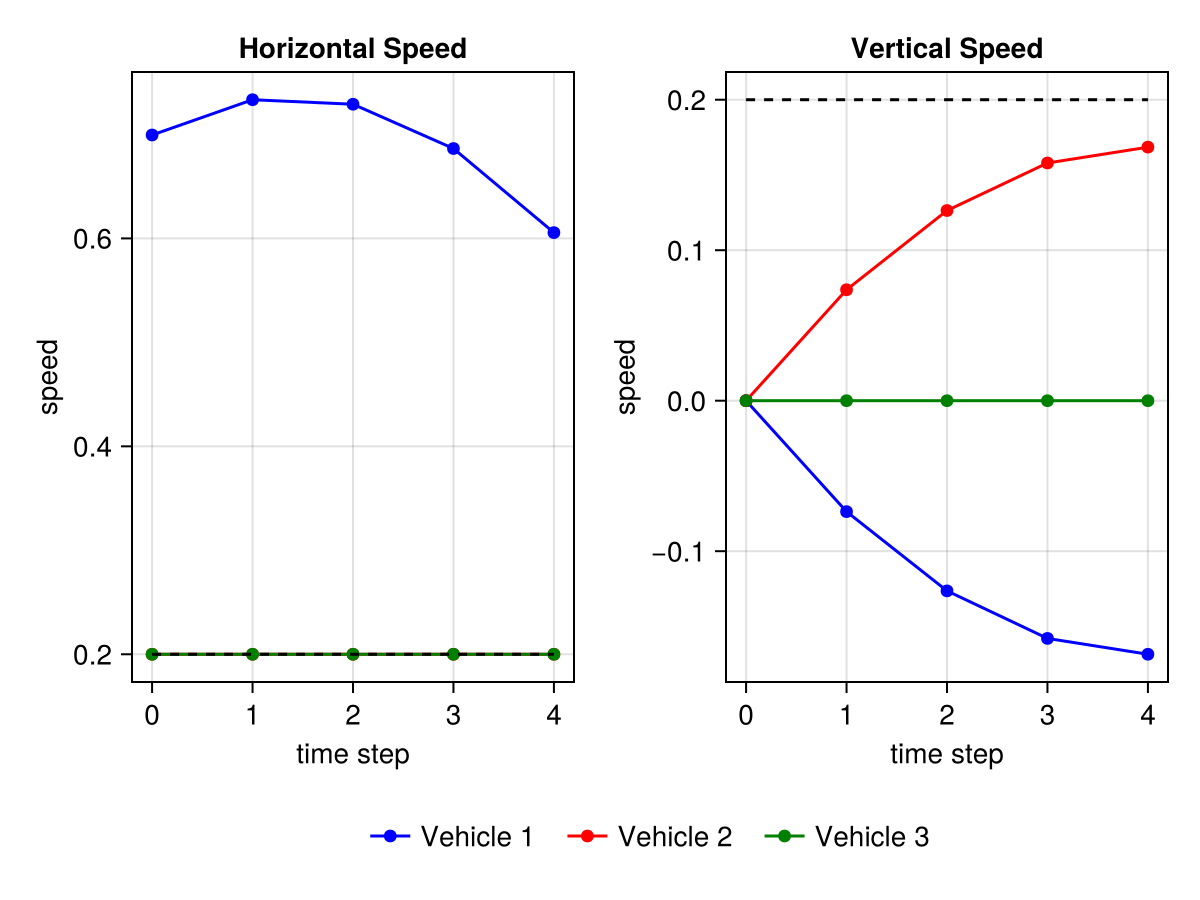 Horizontal Speed
speed
0.6
0.4
0.2
0 1 2 3 4
time step
Vertical Speed
speed
0.2
0.1
0.0
−0.1
0 1 2 3 4
time step
Vehicle 1 Vehicle 2 Vehicle 3